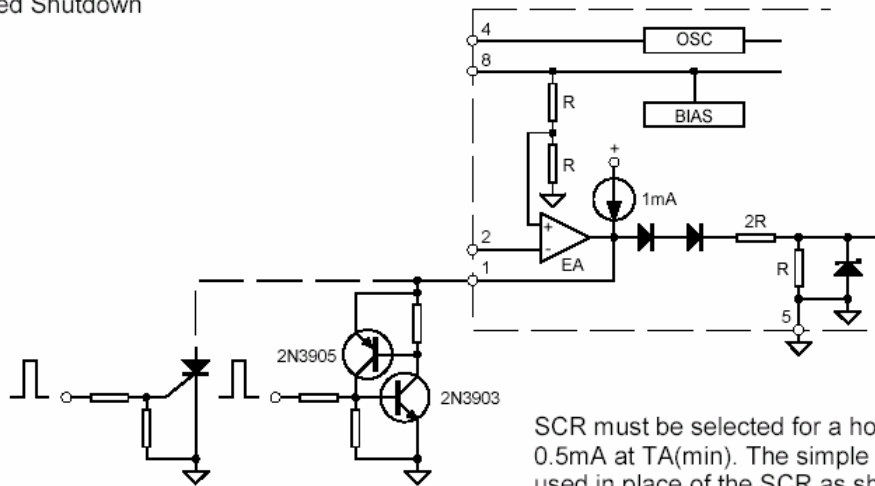 ed Shutdown
4
OSC
8
R
BIAS
R
+
1mA
2
+
-
EA
2R
1
R
5
2N3905
2N3903
SCR must be selected for a ho
0.5mA at TA(min). The simple
used in place of the SCR as sh